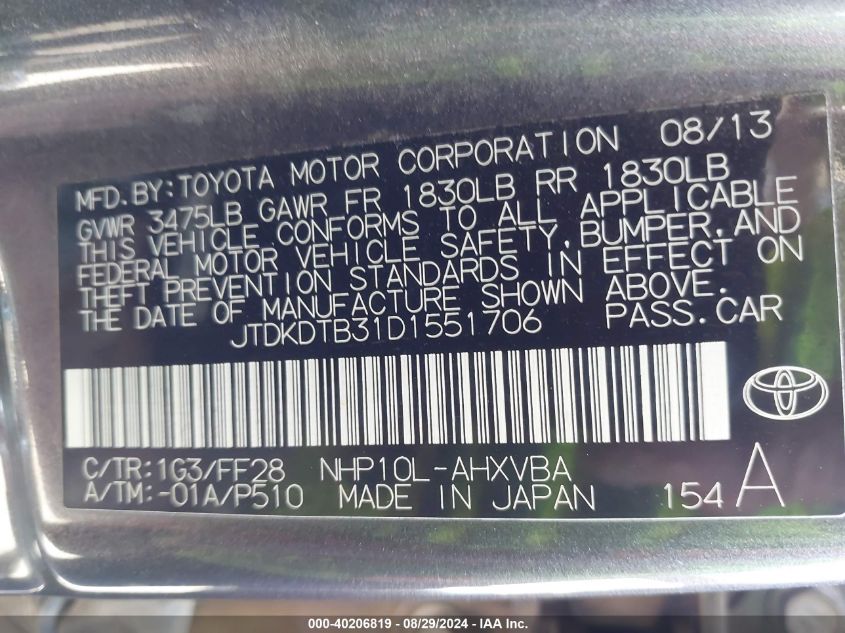 MFD.BY:TOYOTA MOTOR CORPORATION 08/13
GVWR 3475LB GAWR FR 1830LB RR 1830LB
THIS VEHICLE CONFORMS TO ALL APPLICABLE
FEDERAL MOTOR VEHICLE SAFETY,BUMPER,AND
THEFT PREVENTION STANDARDS IN EFFECT ON
THE DATE OF MANUFACTURE SHOWN ABOVE.
JTDKDTB31D1551706 PASS.CAR
C/TR:1G3/FF28 NHP10L-AHXVBA
A/TM:-01A/P510 MADE IN JAPAN 154 A
000-40206819 - 08/29/2024 - IAA Inc.